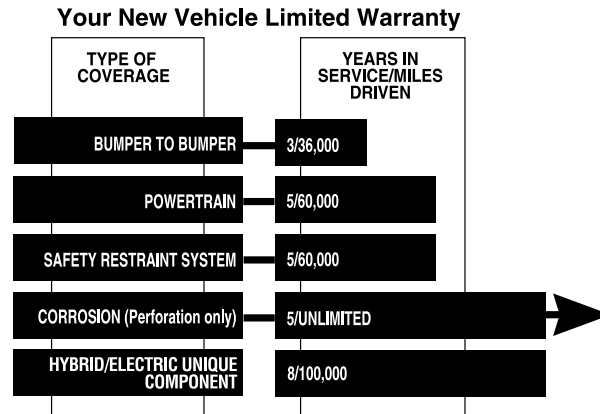 Your New Vehicle Limited Warranty
TYPE OF
COVERAGE
YEARS IN
SERVICE/MILES
DRIVEN
BUMPER TO BUMPER
3/36,000
POWERTRAIN
5/60,000
SAFETY RESTRAINT SYSTEM
5/60,000
CORROSION (Perforation only)
5/UNLIMITED
HYBRID/ELECTRIC UNIQUE
COMPONENT
8/100,000